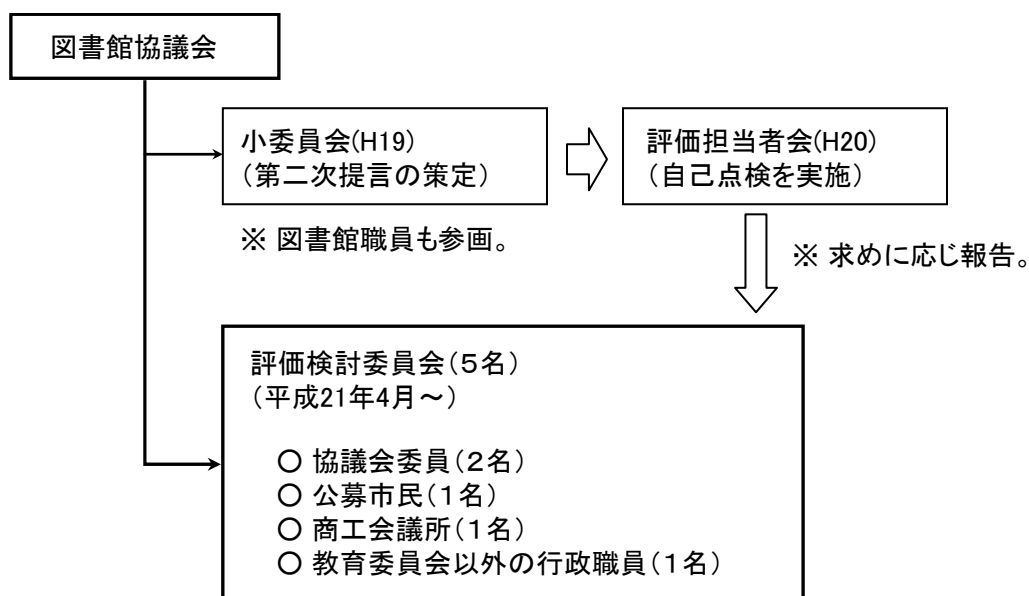 図書館協議会
小委員会(H19)
（第二次提言の策定）
評価担当者会(H20)
（自己点検を実施）
※ 図書館職員も参画。
※ 求めに応じ報告。
評価検討委員会（５名）
（平成21年4月～）
○ 協議会委員（２名）
○ 公募市民（１名）
○ 商工会議所（１名）
○ 教育委員会以外の行政職員（１名）